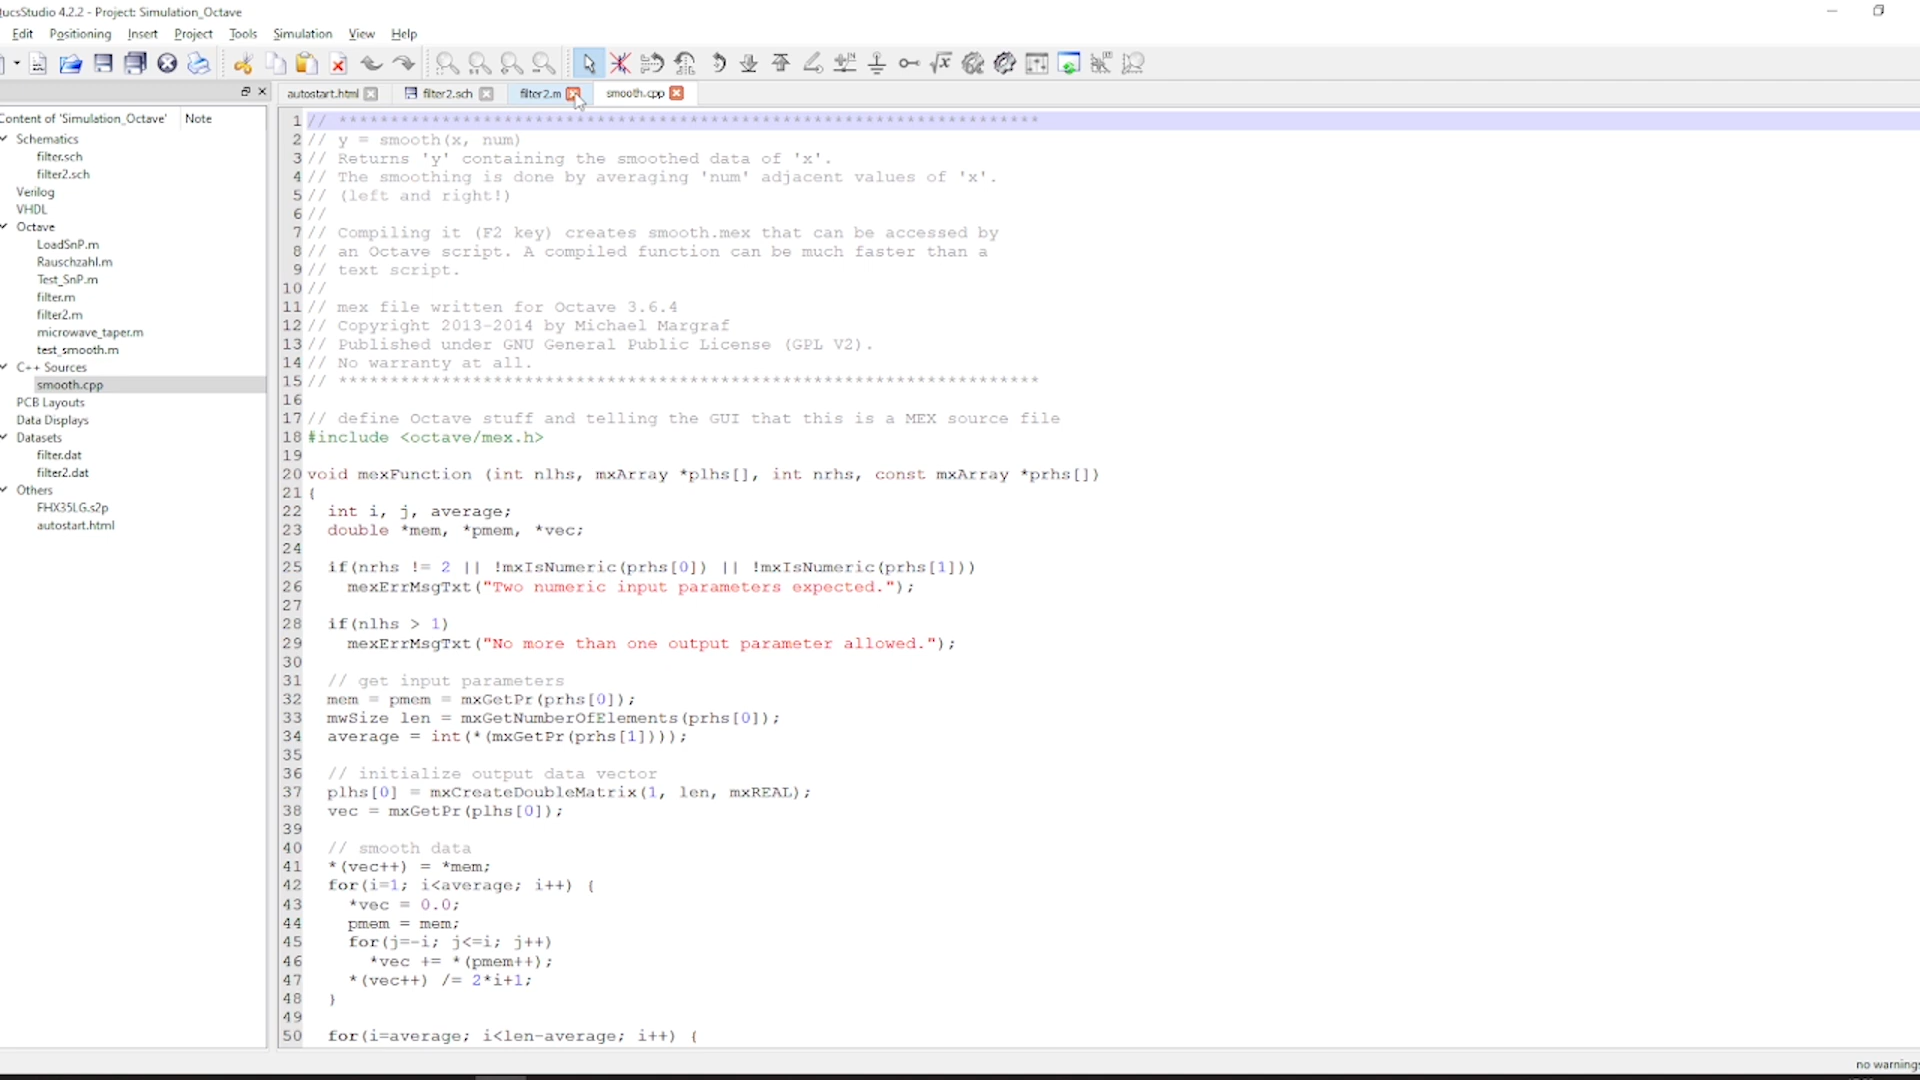 ucsStudio 4.2.2 - Project: Simulation_Octave
Edit Positioning Insert Project Tools Simulation View Help
autostart.html filter2.sch filter2.m smooth.cpp
Content of 'Simulation_Octave' Note
Schematics
filter.sch
filter2.sch
Verilog
VHDL
Octave
LoadSnP.m
Rauschzahl.m
Test_SnP.m
filter.m
filter2.m
microwave_taper.m
test_smooth.m
C++ Sources
smooth.cpp
PCB Layouts
Data Displays
Datasets
filter.dat
filter2.dat
Others
FHX35LG.s2p
autostart.html
1 // ********************************************************************
2 // y = smooth(x, num)
3 // Returns 'y' containing the smoothed data of 'x'.
4 // The smoothing is done by averaging 'num' adjacent values of 'x'.
5 // (left and right!)
6 //
7 // Compiling it (F2 key) creates smooth.mex that can be accessed by
8 // an Octave script. A compiled function can be much faster than a
9 // text script.
10 //
11 // mex file written for Octave 3.6.4
12 // Copyright 2013-2014 by Michael Margraf
13 // Published under GNU General Public License (GPL V2).
14 // No warranty at all.
15 // ********************************************************************
16
17 // define Octave stuff and telling the GUI that this is a MEX source file
18 #include <octave/mex.h>
19
20 void mexFunction (int nlhs, mxArray *plhs[], int nrhs, const mxArray *prhs[])
21 {
22 int i, j, average;
23 double *mem, *pmem, *vec;
24
25 if(nrhs != 2 || !mxIsNumeric(prhs[0]) || !mxIsNumeric(prhs[1]))
26 mexErrMsgTxt("Two numeric input parameters expected.");
27
28 if(nlhs > 1)
29 mexErrMsgTxt("No more than one output parameter allowed.");
30
31 // get input parameters
32 mem = pmem = mxGetPr(prhs[0]);
33 mwSize len = mxGetNumberOfElements(prhs[0]);
34 average = int(*(mxGetPr(prhs[1])));
35
36 // initialize output data vector
37 plhs[0] = mxCreateDoubleMatrix(1, len, mxREAL);
38 vec = mxGetPr(plhs[0]);
39
40 // smooth data
41 *(vec++) = *mem;
42 for(i=1; i<average; i++) {
43 *vec = 0.0;
44 pmem = mem;
45 for(j=-i; j<=i; j++)
46 *vec += *(pmem++);
47 *(vec++) /= 2*i+1;
48 }
49
50 for(i=average; i<len-average; i++) {
no warnings